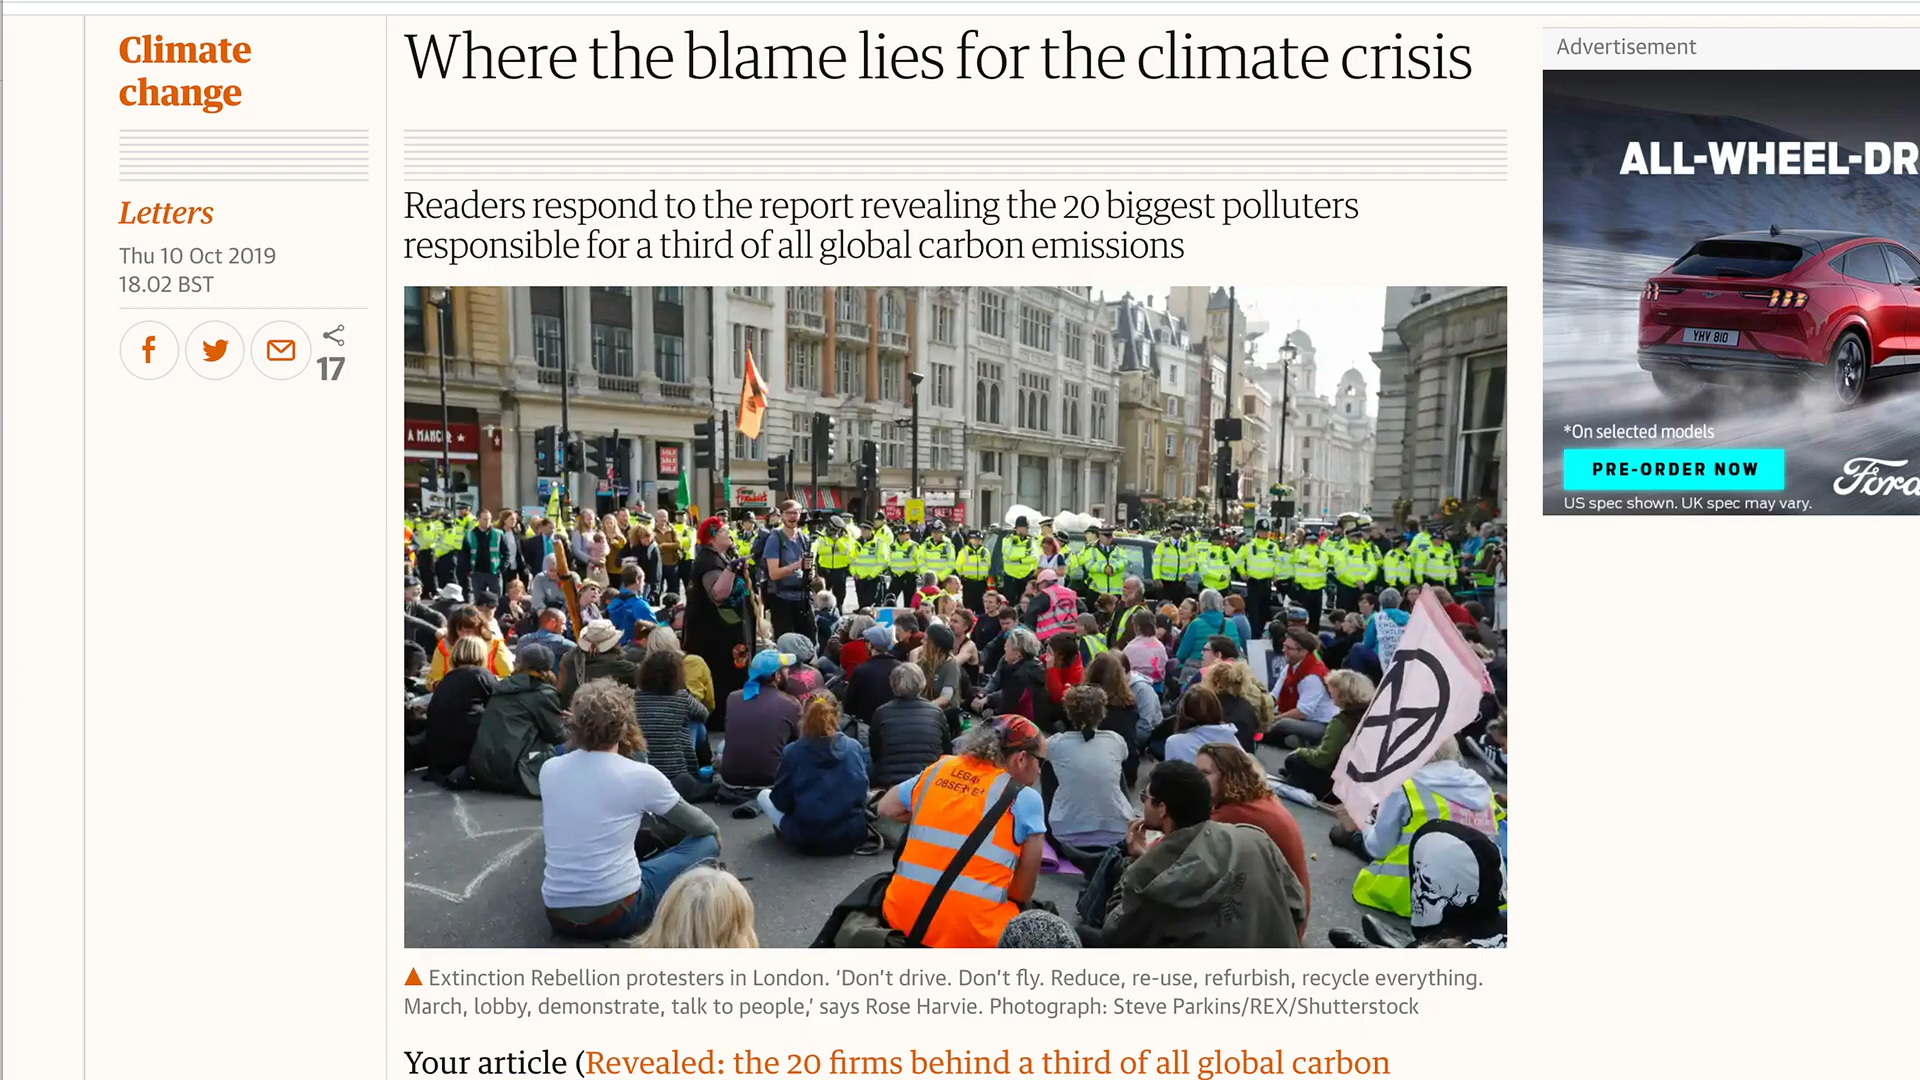 Climate
change
Letters
Thu 10 Oct 2019
18.02 BST
17
Where the blame lies for the climate crisis
Readers respond to the report revealing the 20 biggest polluters
responsible for a third of all global carbon emissions
A MANGER
SALE
SALE
SALE
Frankie's
LEGAL
OBSERVER
Extinction Rebellion protesters in London. ‘Don’t drive. Don’t fly. Reduce, re-use, refurbish, recycle everything.
March, lobby, demonstrate, talk to people,’ says Rose Harvie. Photograph: Steve Parkins/REX/Shutterstock
Your article (Revealed: the 20 firms behind a third of all global carbon
Advertisement
ALL-WHEEL-DR
YHV 810
*On selected models
PRE-ORDER NOW
Ford
US spec shown. UK spec may vary.